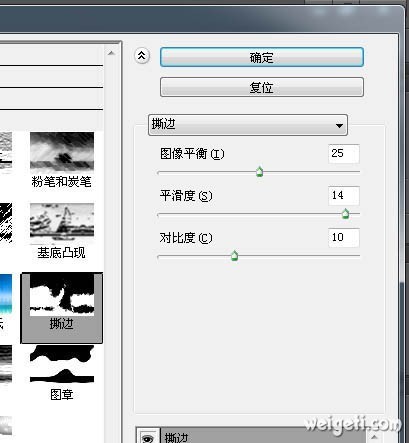 确定
复位
撕边
图像平衡(I)
25
平滑度(S)
14
对比度(C)
10
粉笔和炭笔
基底凸现
撕边
图章
撕边
weigeti.com